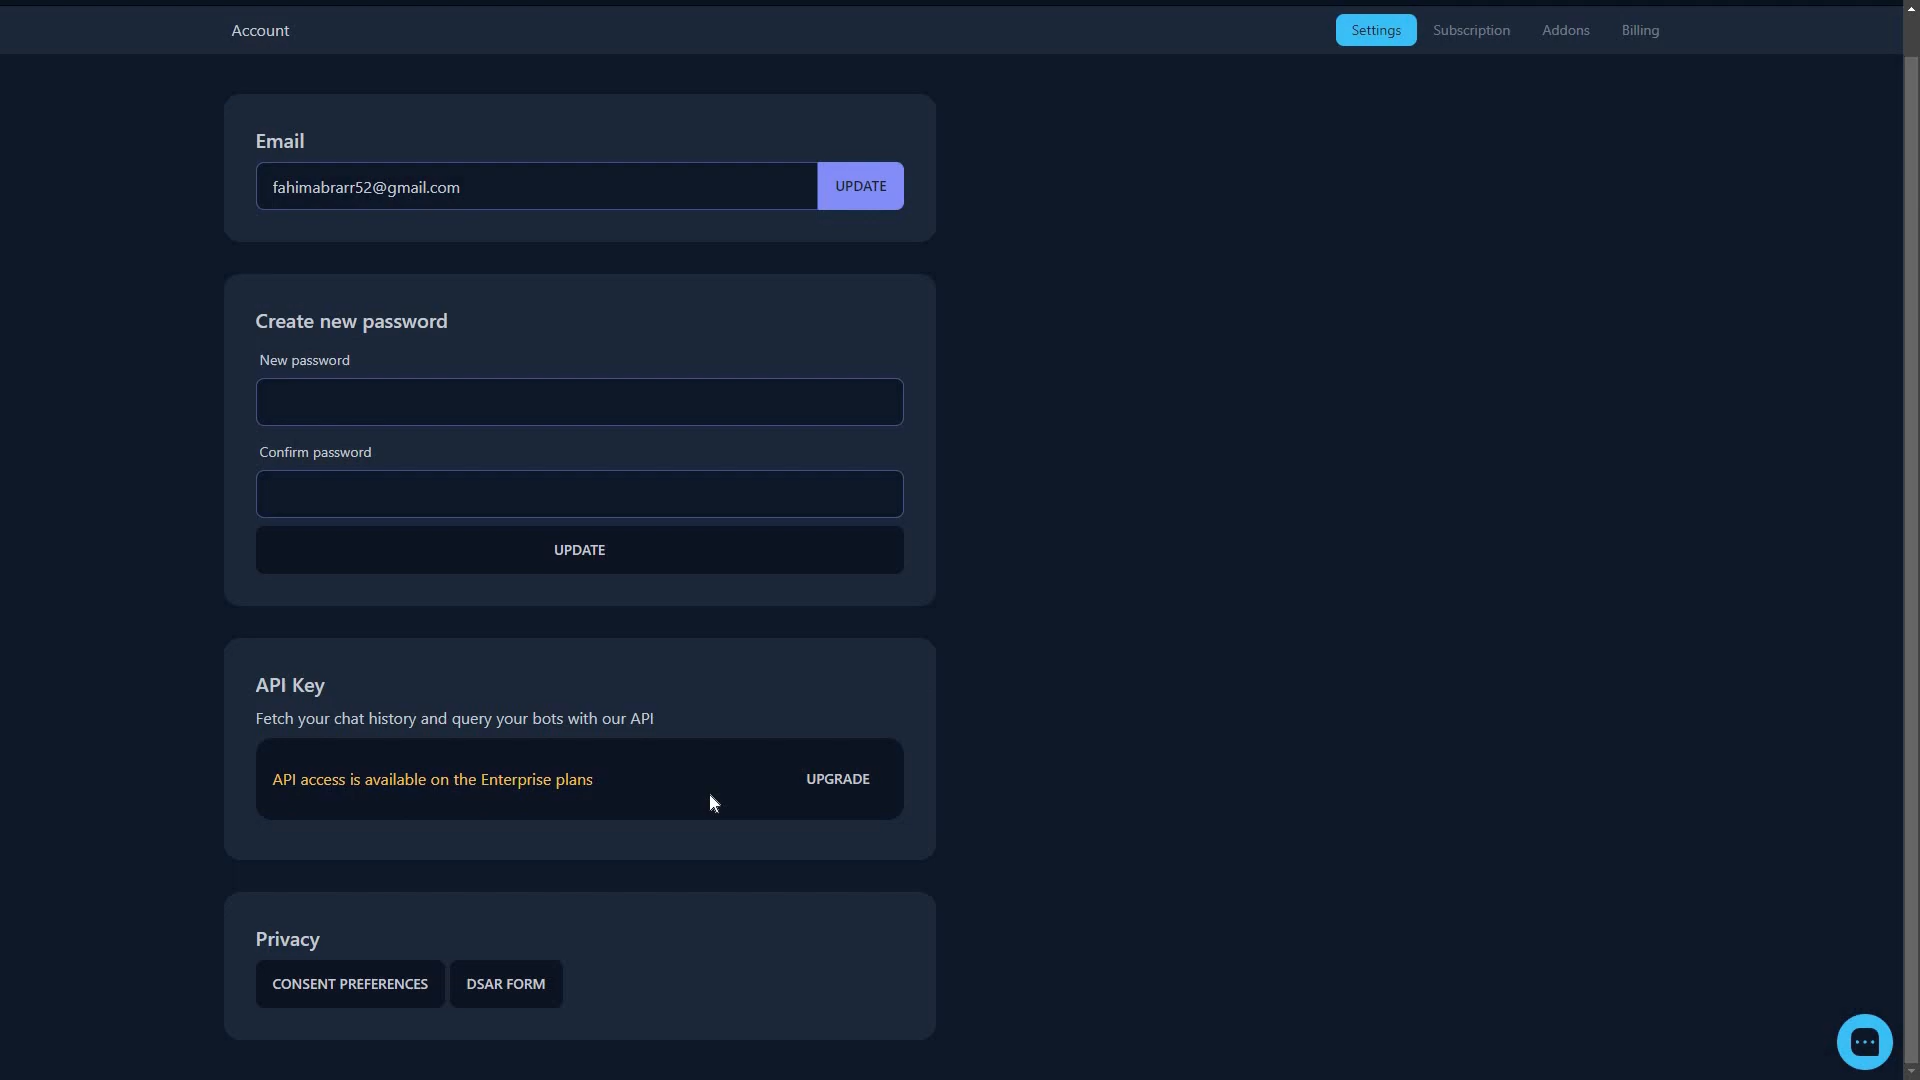 Account
Settings
Subscription
Addons
Billing
Email
fahimabrarr52@gmail.com
UPDATE
Create new password
New password
Confirm password
UPDATE
API Key
Fetch your chat history and query your bots with our API
API access is available on the Enterprise plans
UPGRADE
Privacy
CONSENT PREFERENCES
DSAR FORM